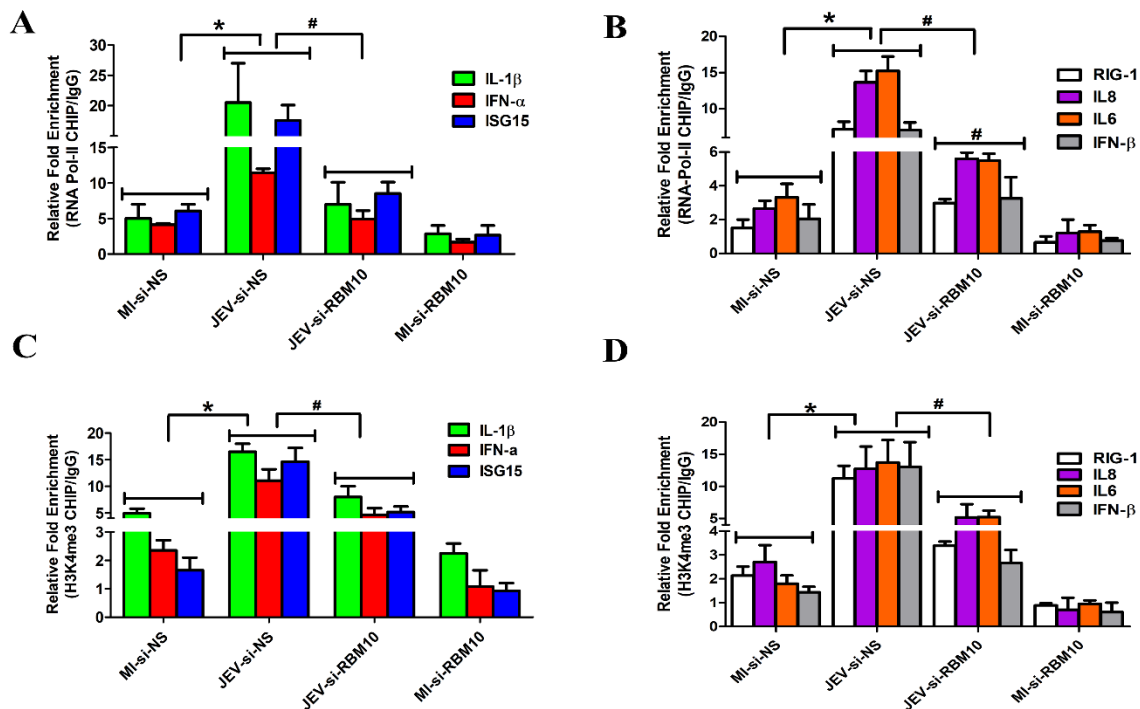 A
Relative Fold Enrichment
(RNA Pol-II CHIP/IgG)
30
25
20
15
10
5
0
*
#
IL-1β
IFN-α
ISG15
MI-si-NS
JEV-si-NS
JEV-si-RBM10
MI-si-RBM10
B
Relative Fold Enrichment
(RNA-Pol-II CHIP/IgG)
20
15
10
6
4
2
0
*
#
#
RIG-1
IL8
IL6
IFN-β
MI-si-NS
JEV-si-NS
JEV-si-RBM10
MI-si-RBM10
C
Relative Fold Enrichment
(H3K4me3 CHIP/IgG)
20
15
10
5
2
1
0
*
#
IL-1β
IFN-a
ISG15
MI-si-NS
JEV-si-NS
JEV-si-RBM10
MI-si-RBM10
D
Relative Fold Enrichment
(H3K4me3 CHIP/IgG)
20
15
10
5
4
3
2
1
0
*
#
RIG-1
IL8
IL6
IFN-β
MI-si-NS
JEV-si-NS
JEV-si-RBM10
MI-si-RBM10